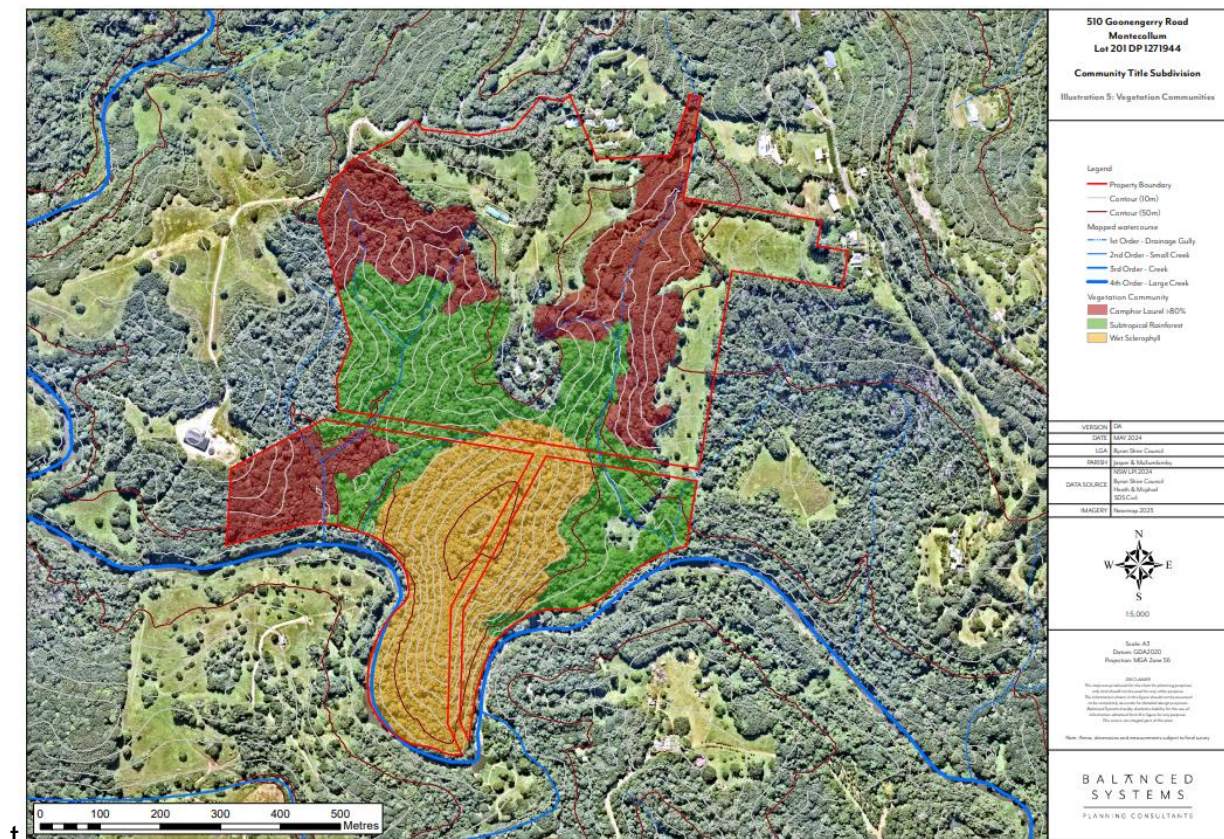 510 Goonengerry Road
Montecollum
Lot 201 DP 1271944
Community Title Subdivision
Illustration 5: Vegetation Communities
Legend
Property Boundary
Contour (10m)
Contour (50m)
Mapped watercourse
1st Order - Drainage Gully
2nd Order - Small Creek
3rd Order - Creek
4th Order - Large Creek
Vegetation Community
Camphor Laurel >80%
Subtropical Rainforest
Wet Sclerophyll
VERSION DA
DATE MAY 2024
LGA Byron Shire Council
PARISH Jasper & Mullumbimby
DATA SOURCE NSW LPI 2024
Byron Shire Council
SDS Civil
IMAGERY Nearmap 2023
N
W E
S
1:5,000
Scale: A3
Datum: GDA2020
Projection: MGA Zone 56
DISCLAIMER
Note: Areas, dimensions and measurements subject to field survey
BALANCED
SYSTEMS
PLANNING CONSULTANTS
0 100 200 300 400 500
Metres
t